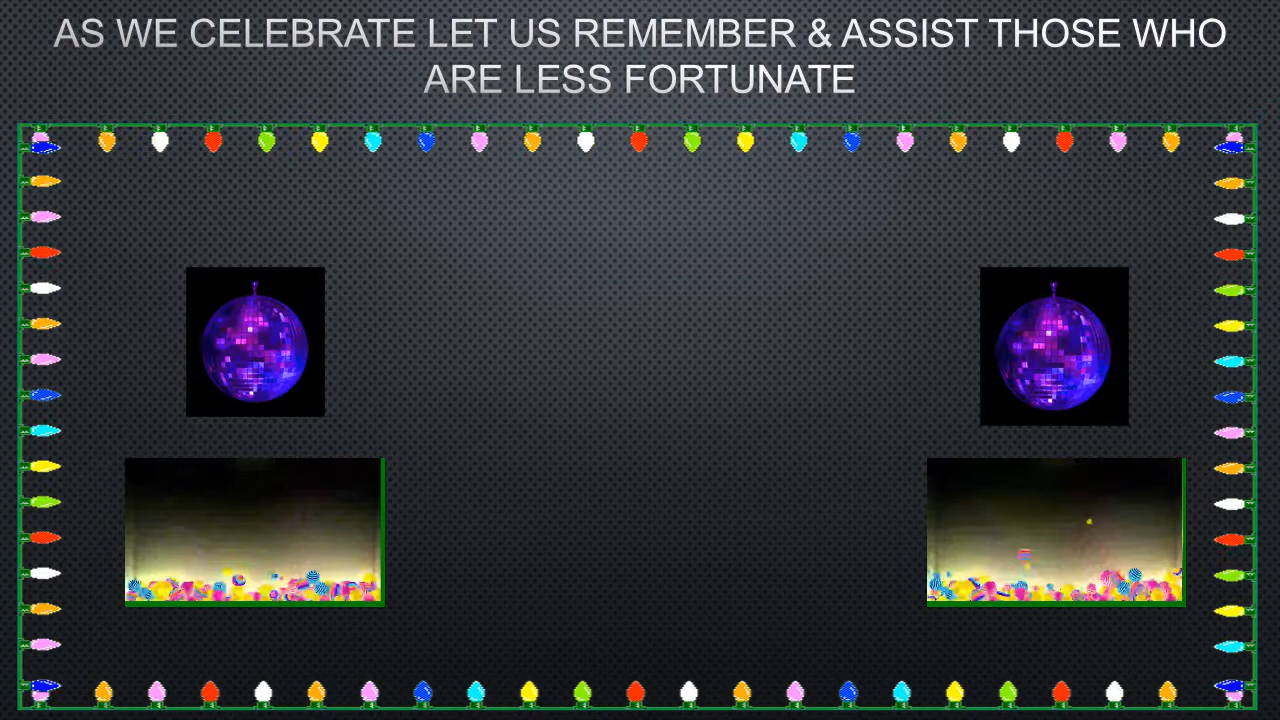 AS WE CELEBRATE LET US REMEMBER & ASSIST THOSE WHO
ARE LESS FORTUNATE